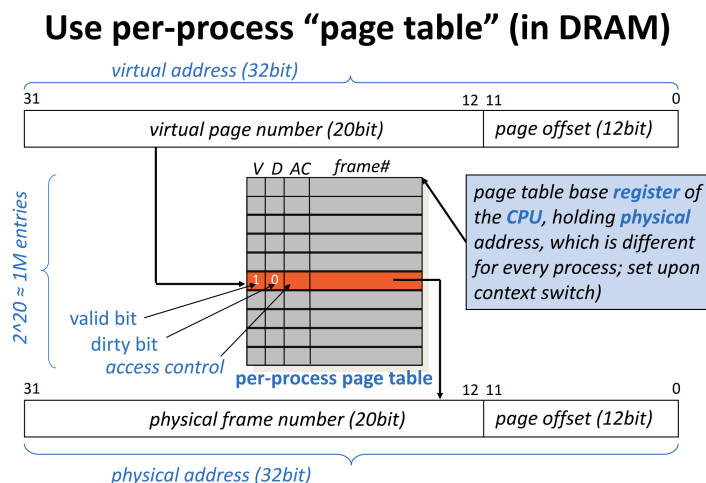 Use per-process “page table” (in DRAM)
virtual address (32bit)
31 12 11 0
virtual page number (20bit) page offset (12bit)
V D AC frame#
page table base register of
the CPU, holding physical
address, which is different
for every process; set upon
context switch)
2^20 ≈ 1M entries
1 0
valid bit
dirty bit
access control
per-process page table
31 12 11 0
physical frame number (20bit) page offset (12bit)
physical address (32bit)